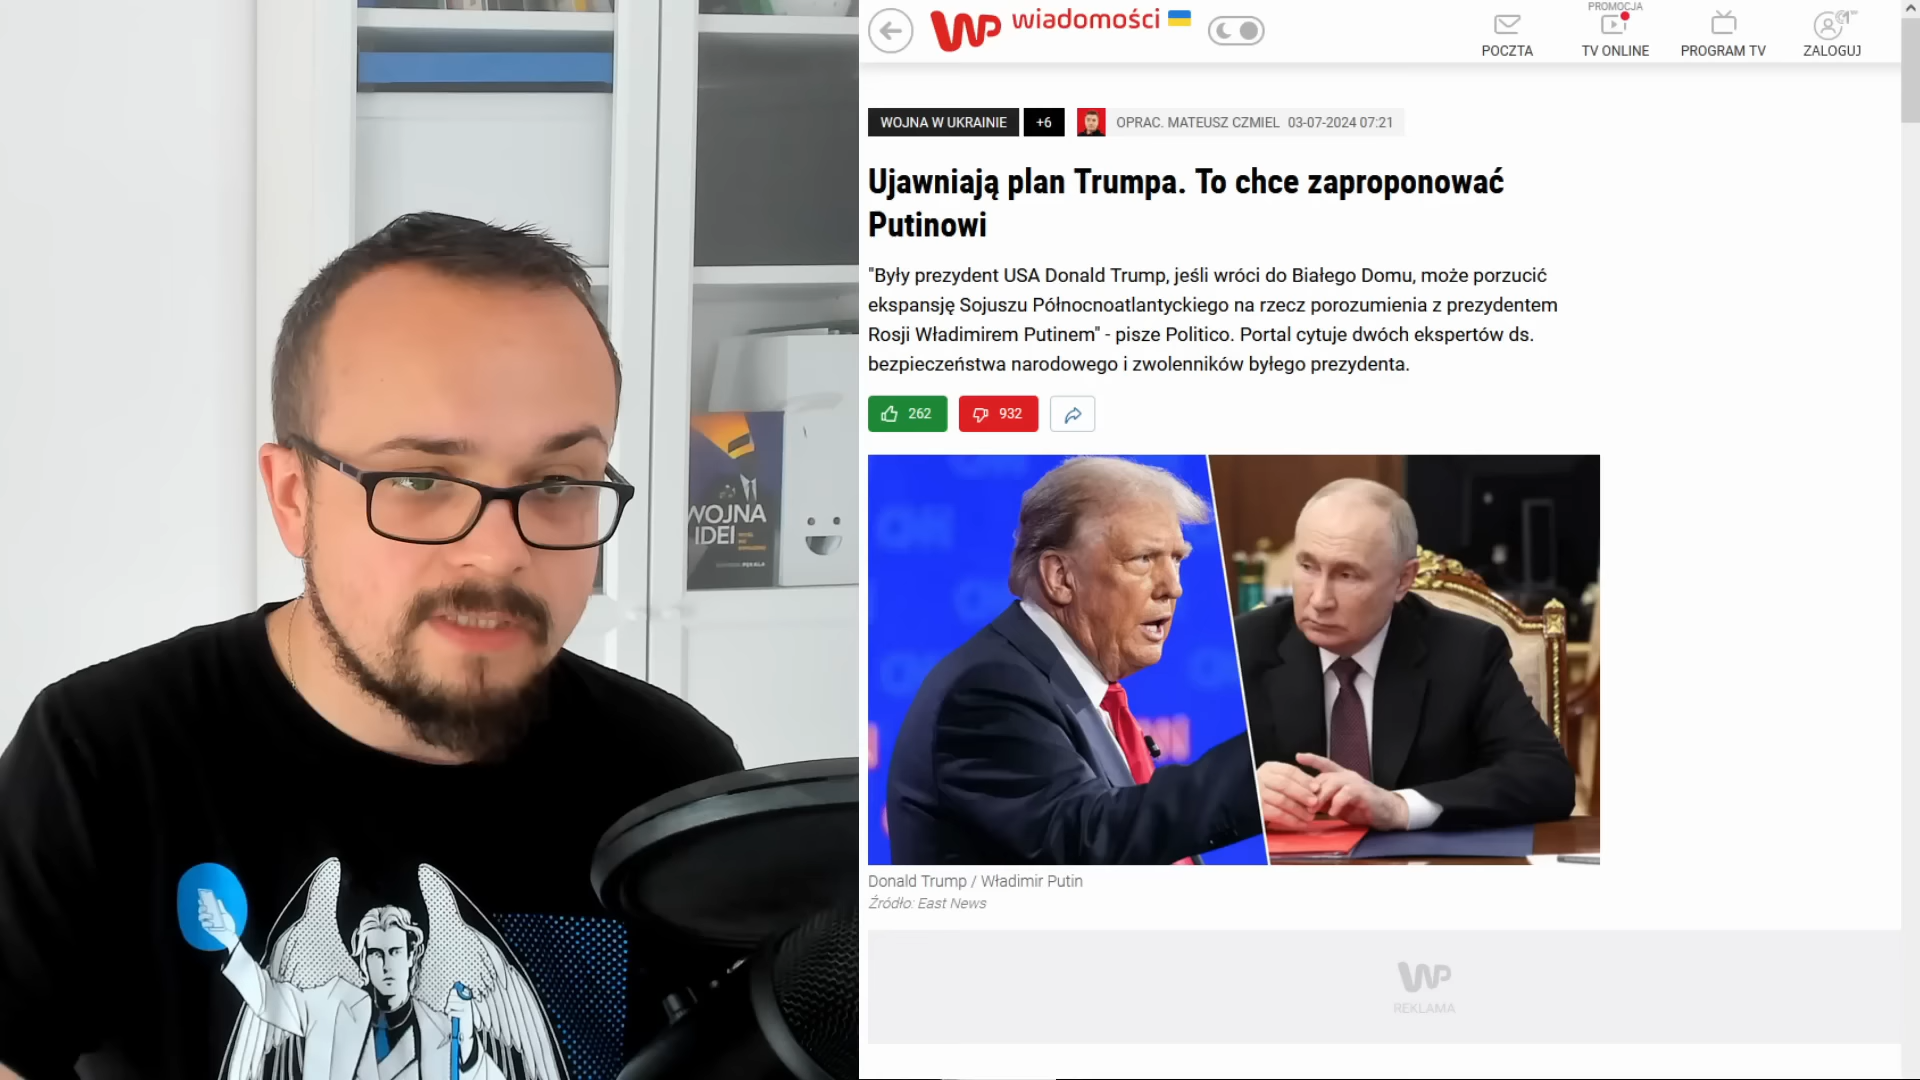 WP wiadomości
POCZTA
PROMOCJA
TV ONLINE
PROGRAM TV
ZALOGUJ
WOJNA W UKRAINIE +6 OPRAC. MATEUSZ CZMIEL 03-07-2024 07:21
Ujawniają plan Trumpa. To chce zaproponować
Putinowi
"Były prezydent USA Donald Trump, jeśli wróci do Białego Domu, może porzucić
ekspansję Sojuszu Północnoatlantyckiego na rzecz porozumienia z prezydentem
Rosji Władimirem Putinem" - pisze Politico. Portal cytuje dwóch ekspertów ds.
bezpieczeństwa narodowego i zwolenników byłego prezydenta.
262 932
Donald Trump / Władimir Putin
Źródło: East News
WP
REKLAMA
WOJNA
IDEI